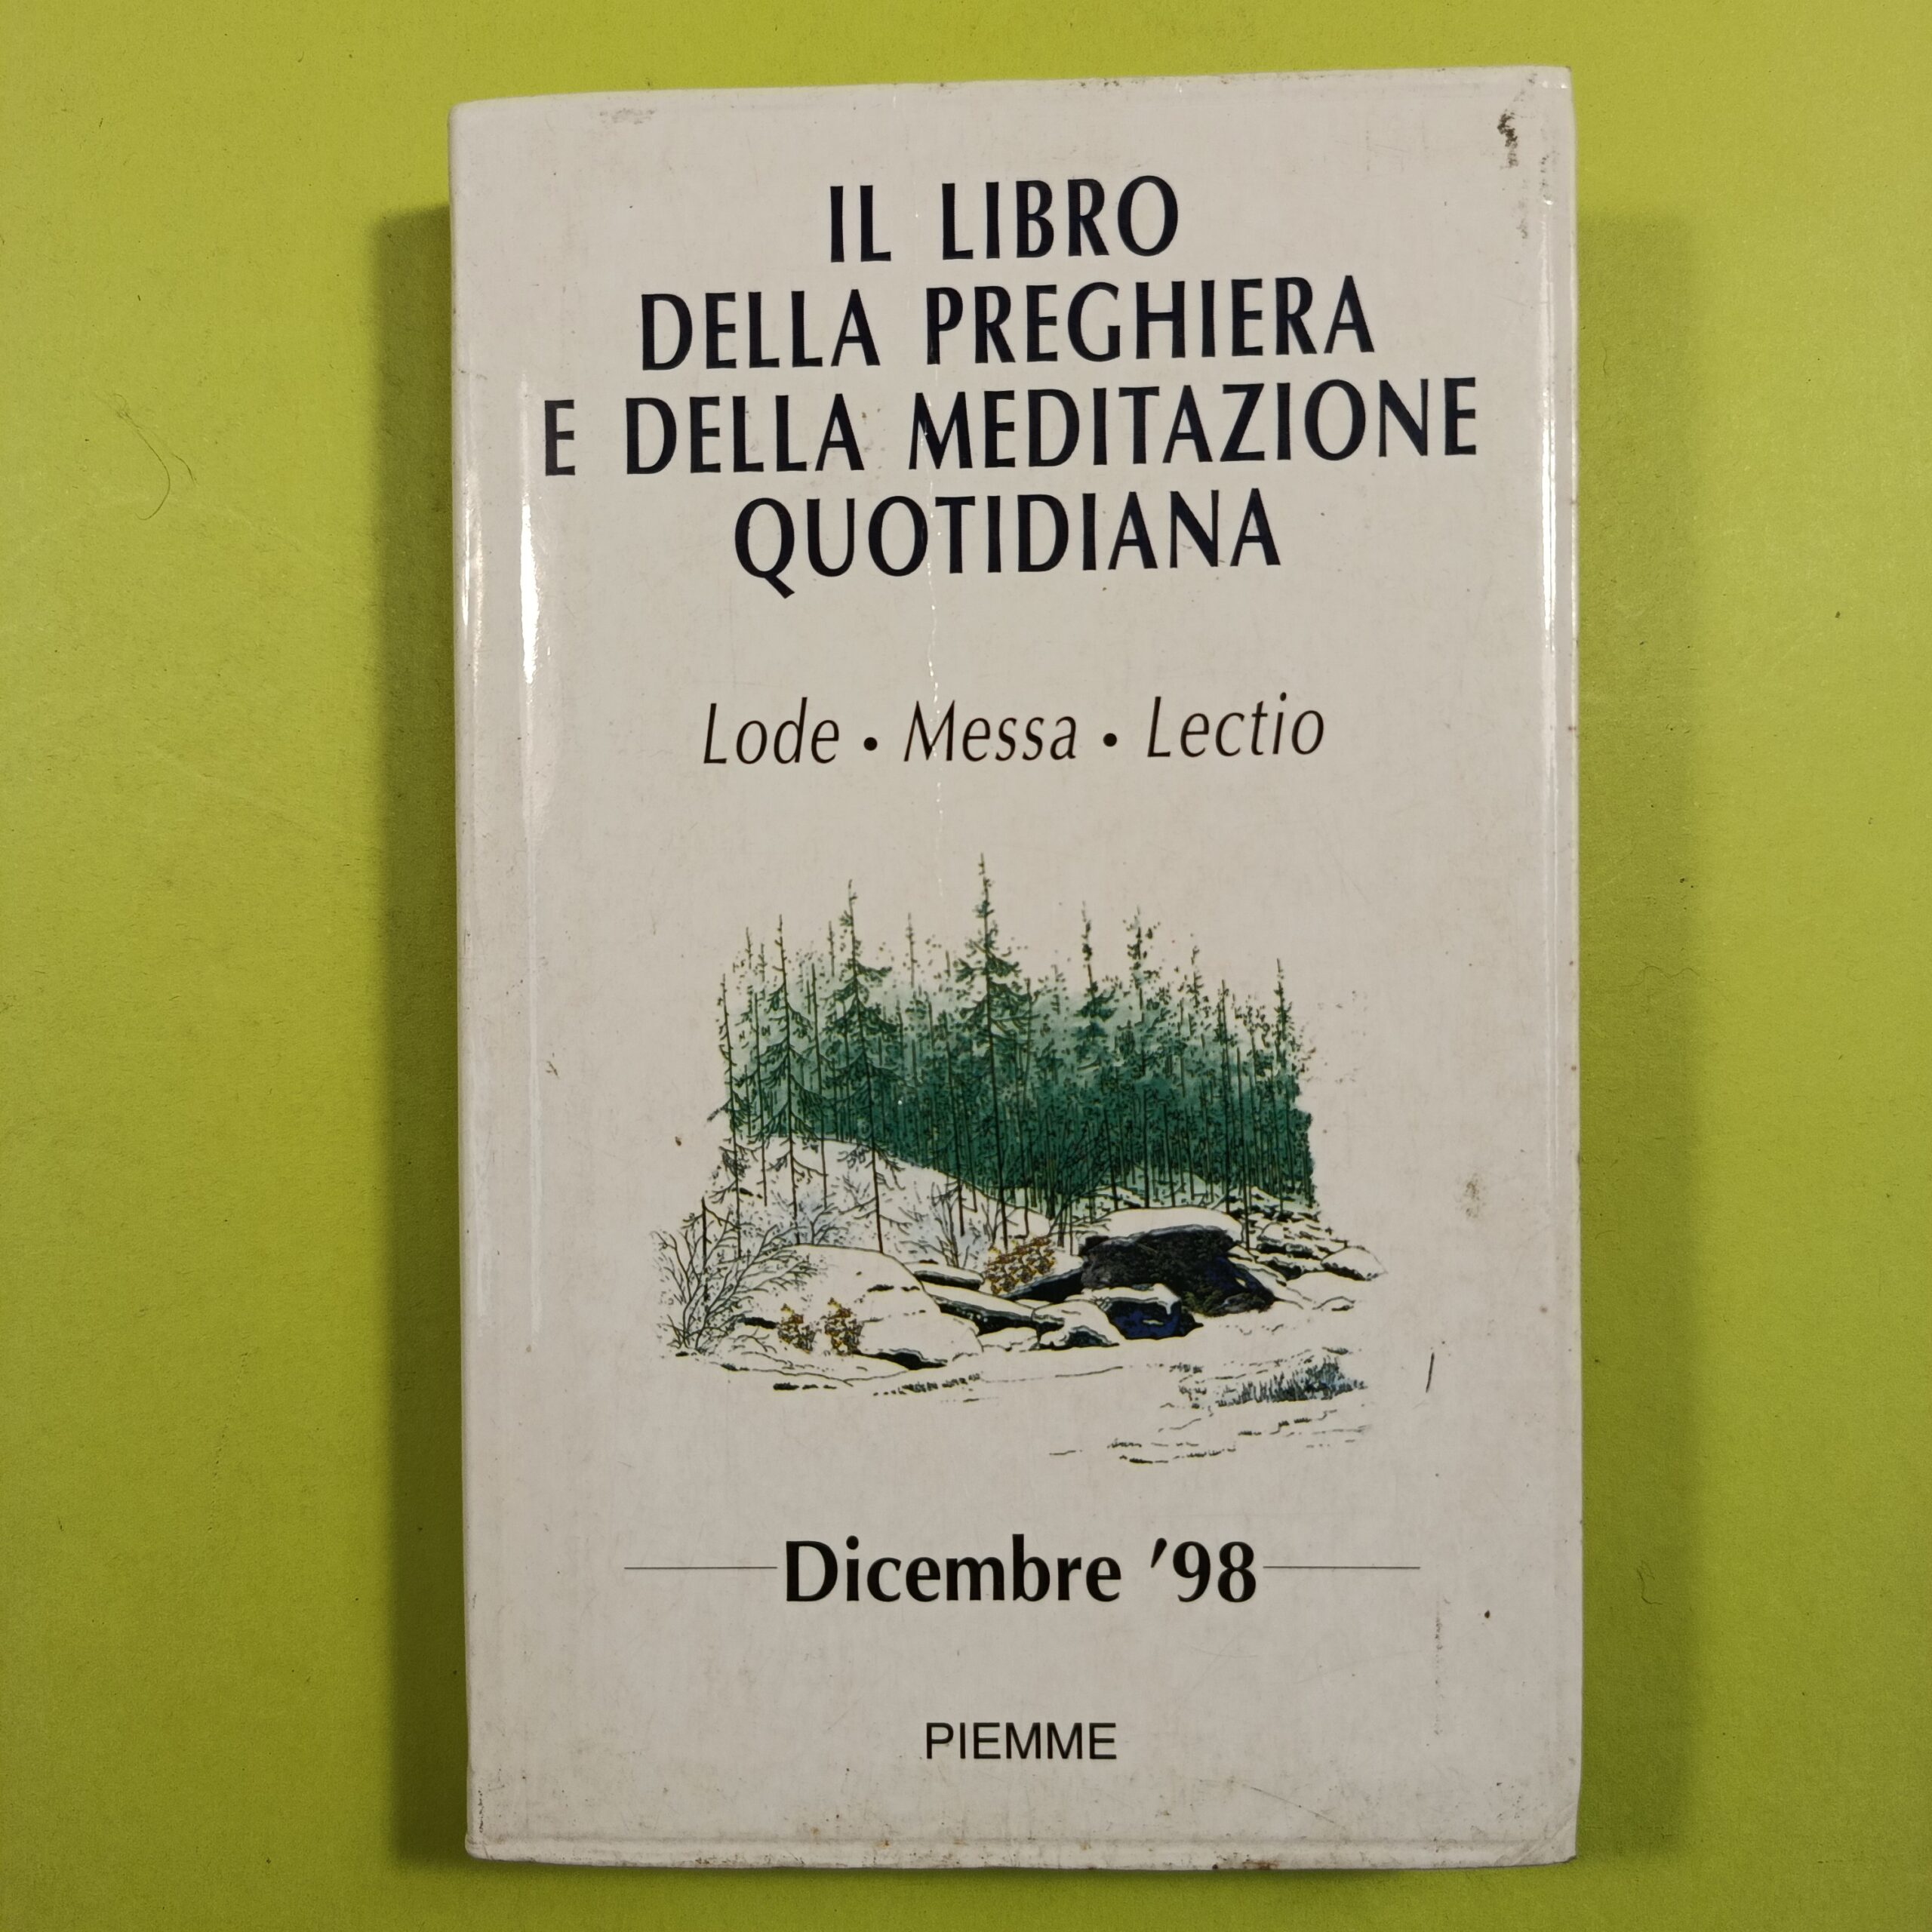 IL LIBRO
DELLA PREGHIERA
E DELLA MEDITAZIONE
QUOTIDIANA
Lode • Messa • Lectio
Dicembre '98
PIEMME